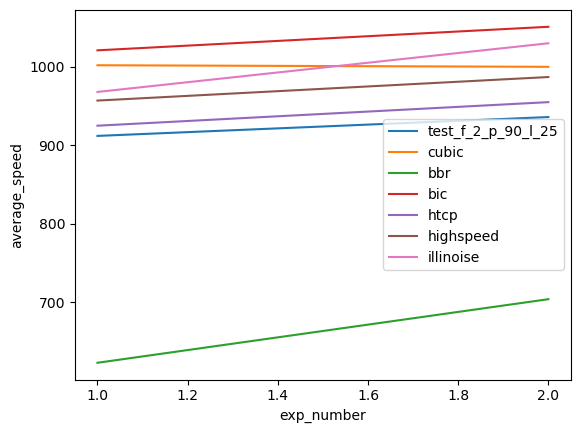 average_speed
1000
900
800
700
1.0 1.2 1.4 1.6 1.8 2.0
exp_number
test_f_2_p_90_l_25
cubic
bbr
bic
htcp
highspeed
illinoise